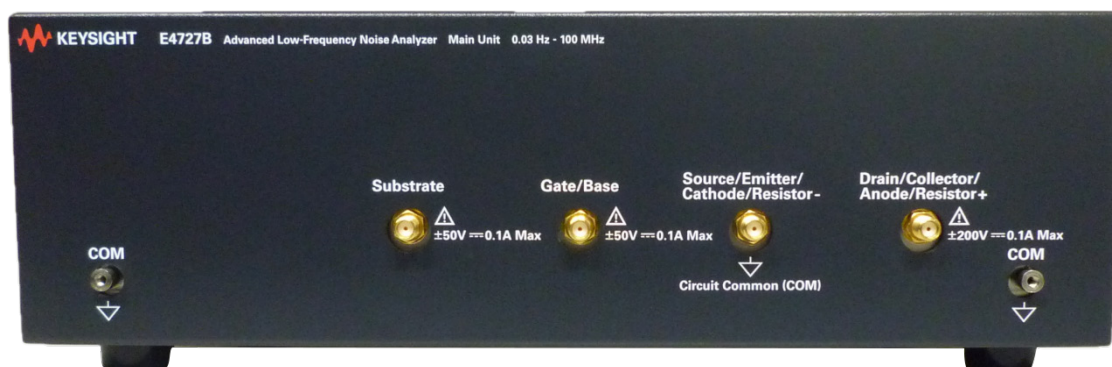 KEYSIGHT E4727B Advanced Low-Frequency Noise Analyzer Main Unit 0.03 Hz - 100 MHz
Substrate
±50V ⎓ 0.1A Max
Gate/Base
±50V ⎓ 0.1A Max
Source/Emitter/
Cathode/Resistor-
Circuit Common (COM)
Drain/Collector/
Anode/Resistor+
±200V ⎓ 0.1A Max
COM
COM